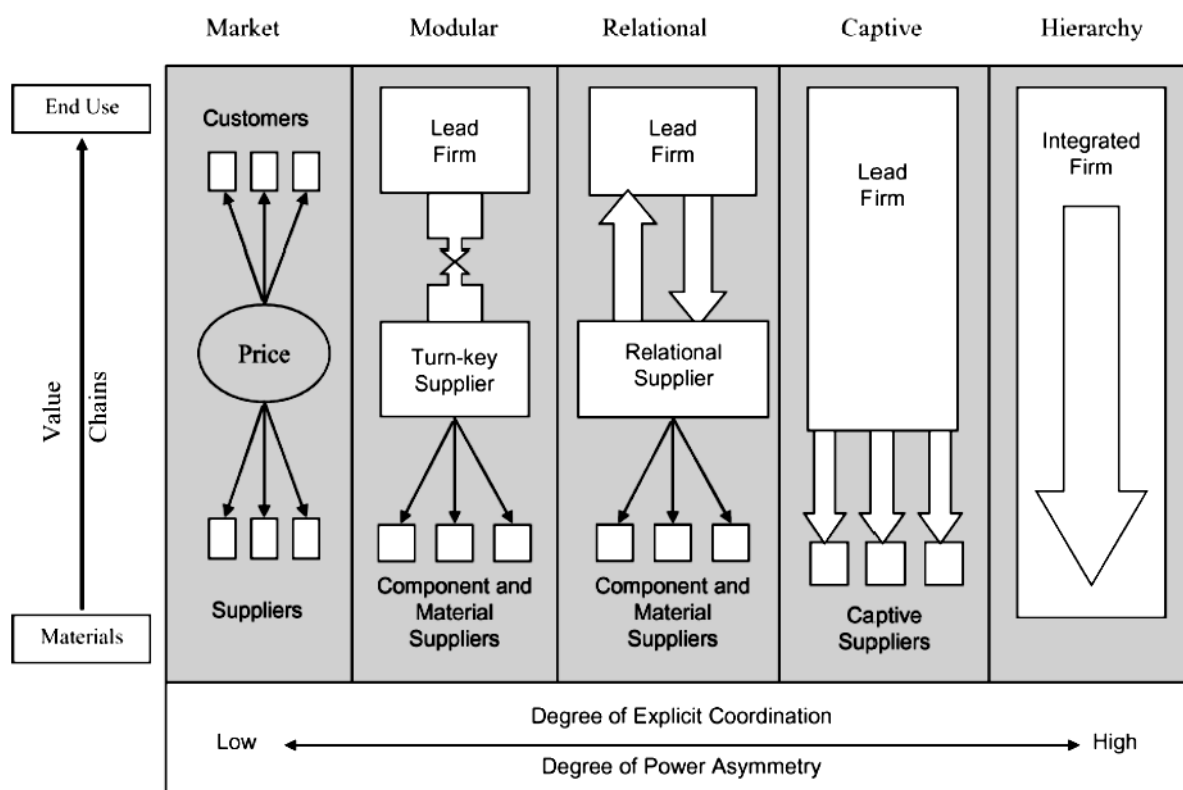 Market
Modular
Relational
Captive
Hierarchy
End Use
Value
Chains
Materials
Customers
Price
Suppliers
Lead
Firm
Turn-key
Supplier
Component and
Material
Suppliers
Lead
Firm
Relational
Supplier
Component and
Material
Suppliers
Lead
Firm
Captive
Suppliers
Integrated
Firm
Degree of Explicit Coordination
Low
High
Degree of Power Asymmetry